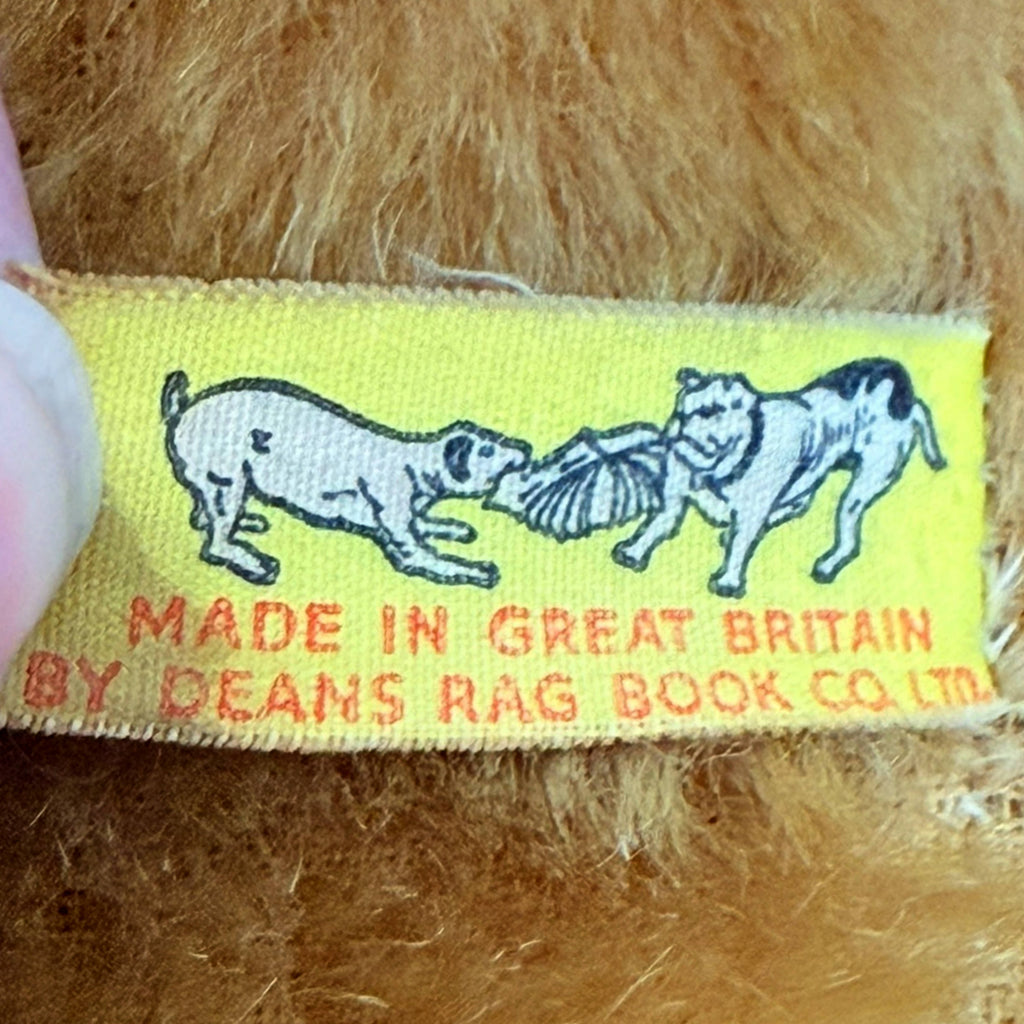 MADE IN GREAT BRITAIN
BY DEANS RAG BOOK CO. LTD.